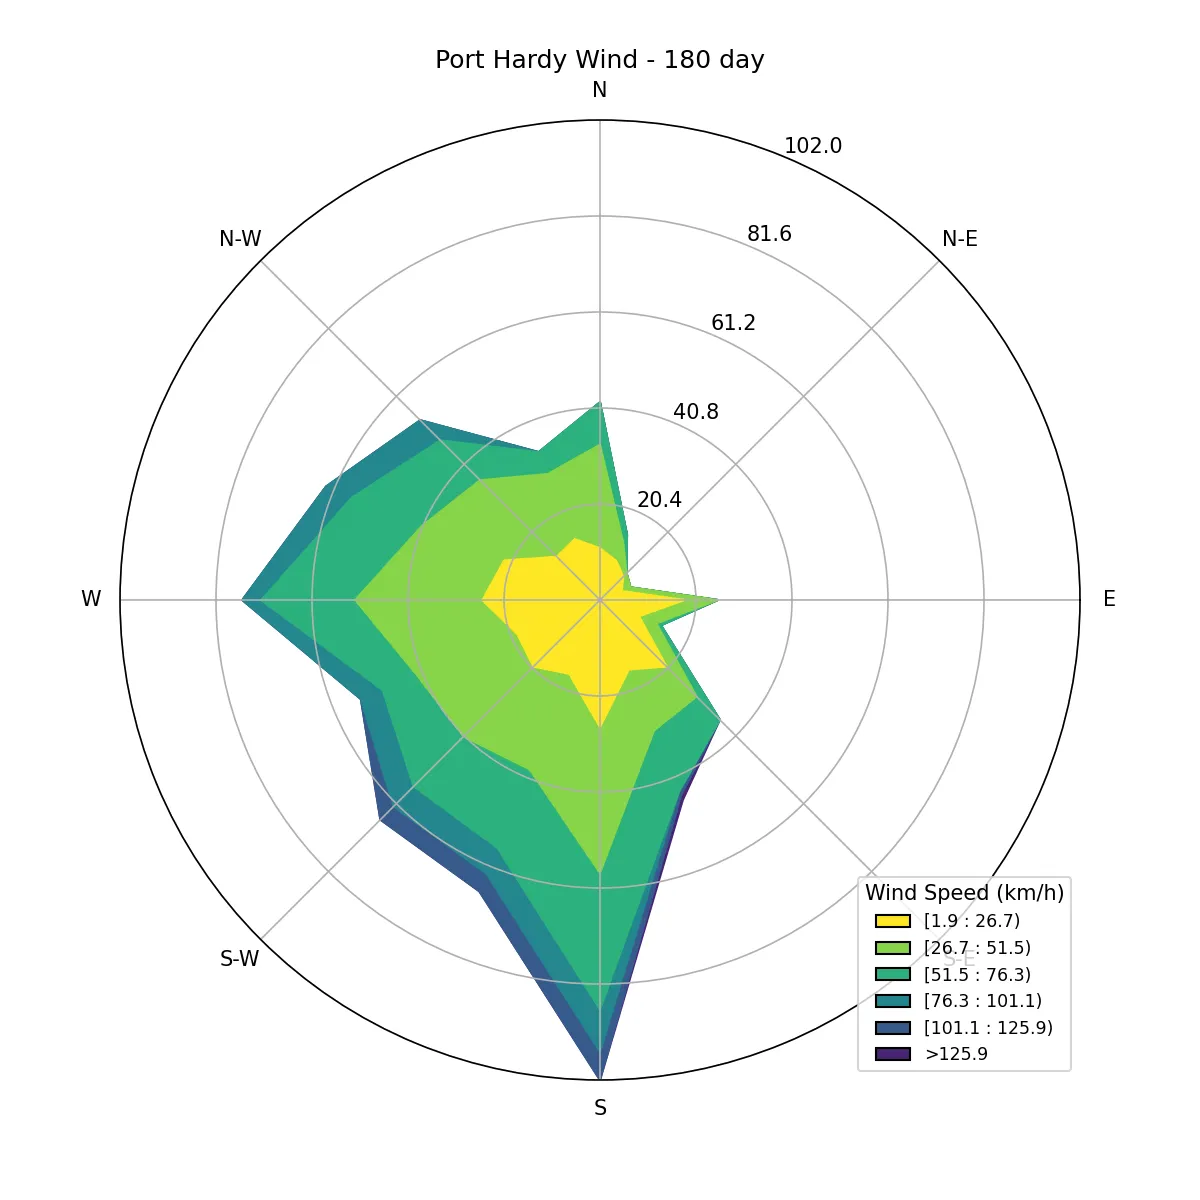 Port Hardy Wind - 180 day
N
102.0
N-W
81.6
N-E
61.2
40.8
20.4
W
E
Wind Speed (km/h)
[1.9 : 26.7)
[26.7 : 51.5)
S-W
S-E
[51.5 : 76.3)
[76.3 : 101.1)
[101.1 : 125.9)
>125.9
S